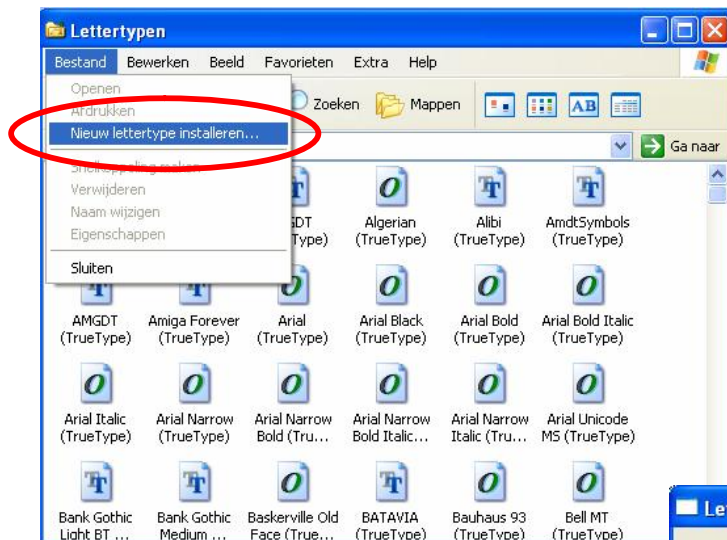 Lettertypen
Bestand Bewerken Beeld Favorieten Extra Help
Openen
Afdrukken
Zoeken Mappen AB
Nieuw lettertype installeren...
Ga naar
Snelkoppeling maken
Verwijderen
Naam wijzigen
Eigenschappen
Sluiten
Algerian Alibi AmdtSymbols
(TrueType) (TrueType) (TrueType)
AMGDT Amiga Forever Arial Arial Black Arial Bold Arial Bold Italic
(TrueType) (TrueType) (TrueType) (TrueType) (TrueType) (TrueType)
Arial Italic Arial Narrow Arial Narrow Arial Narrow Arial Narrow Arial Unicode
(TrueType) (TrueType) Bold (Tru... Bold Italic... Italic (Tru... MS (TrueType)
Bank Gothic Bank Gothic Baskerville Old BATAVIA Bauhaus 93 Bell MT
Light BT ... Medium ... Face (True... (TrueType) (TrueType) (TrueType)